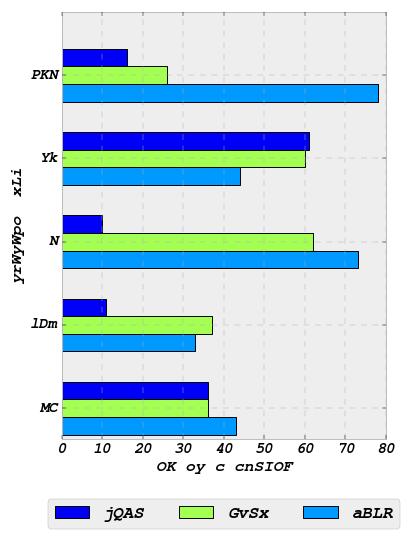 PKN
Yk
N
lDm
MC
yrWyWpo xLi
0 10 20 30 40 50 60 70 80
OK oy c cnSIOF
jQAS GvSx aBLR